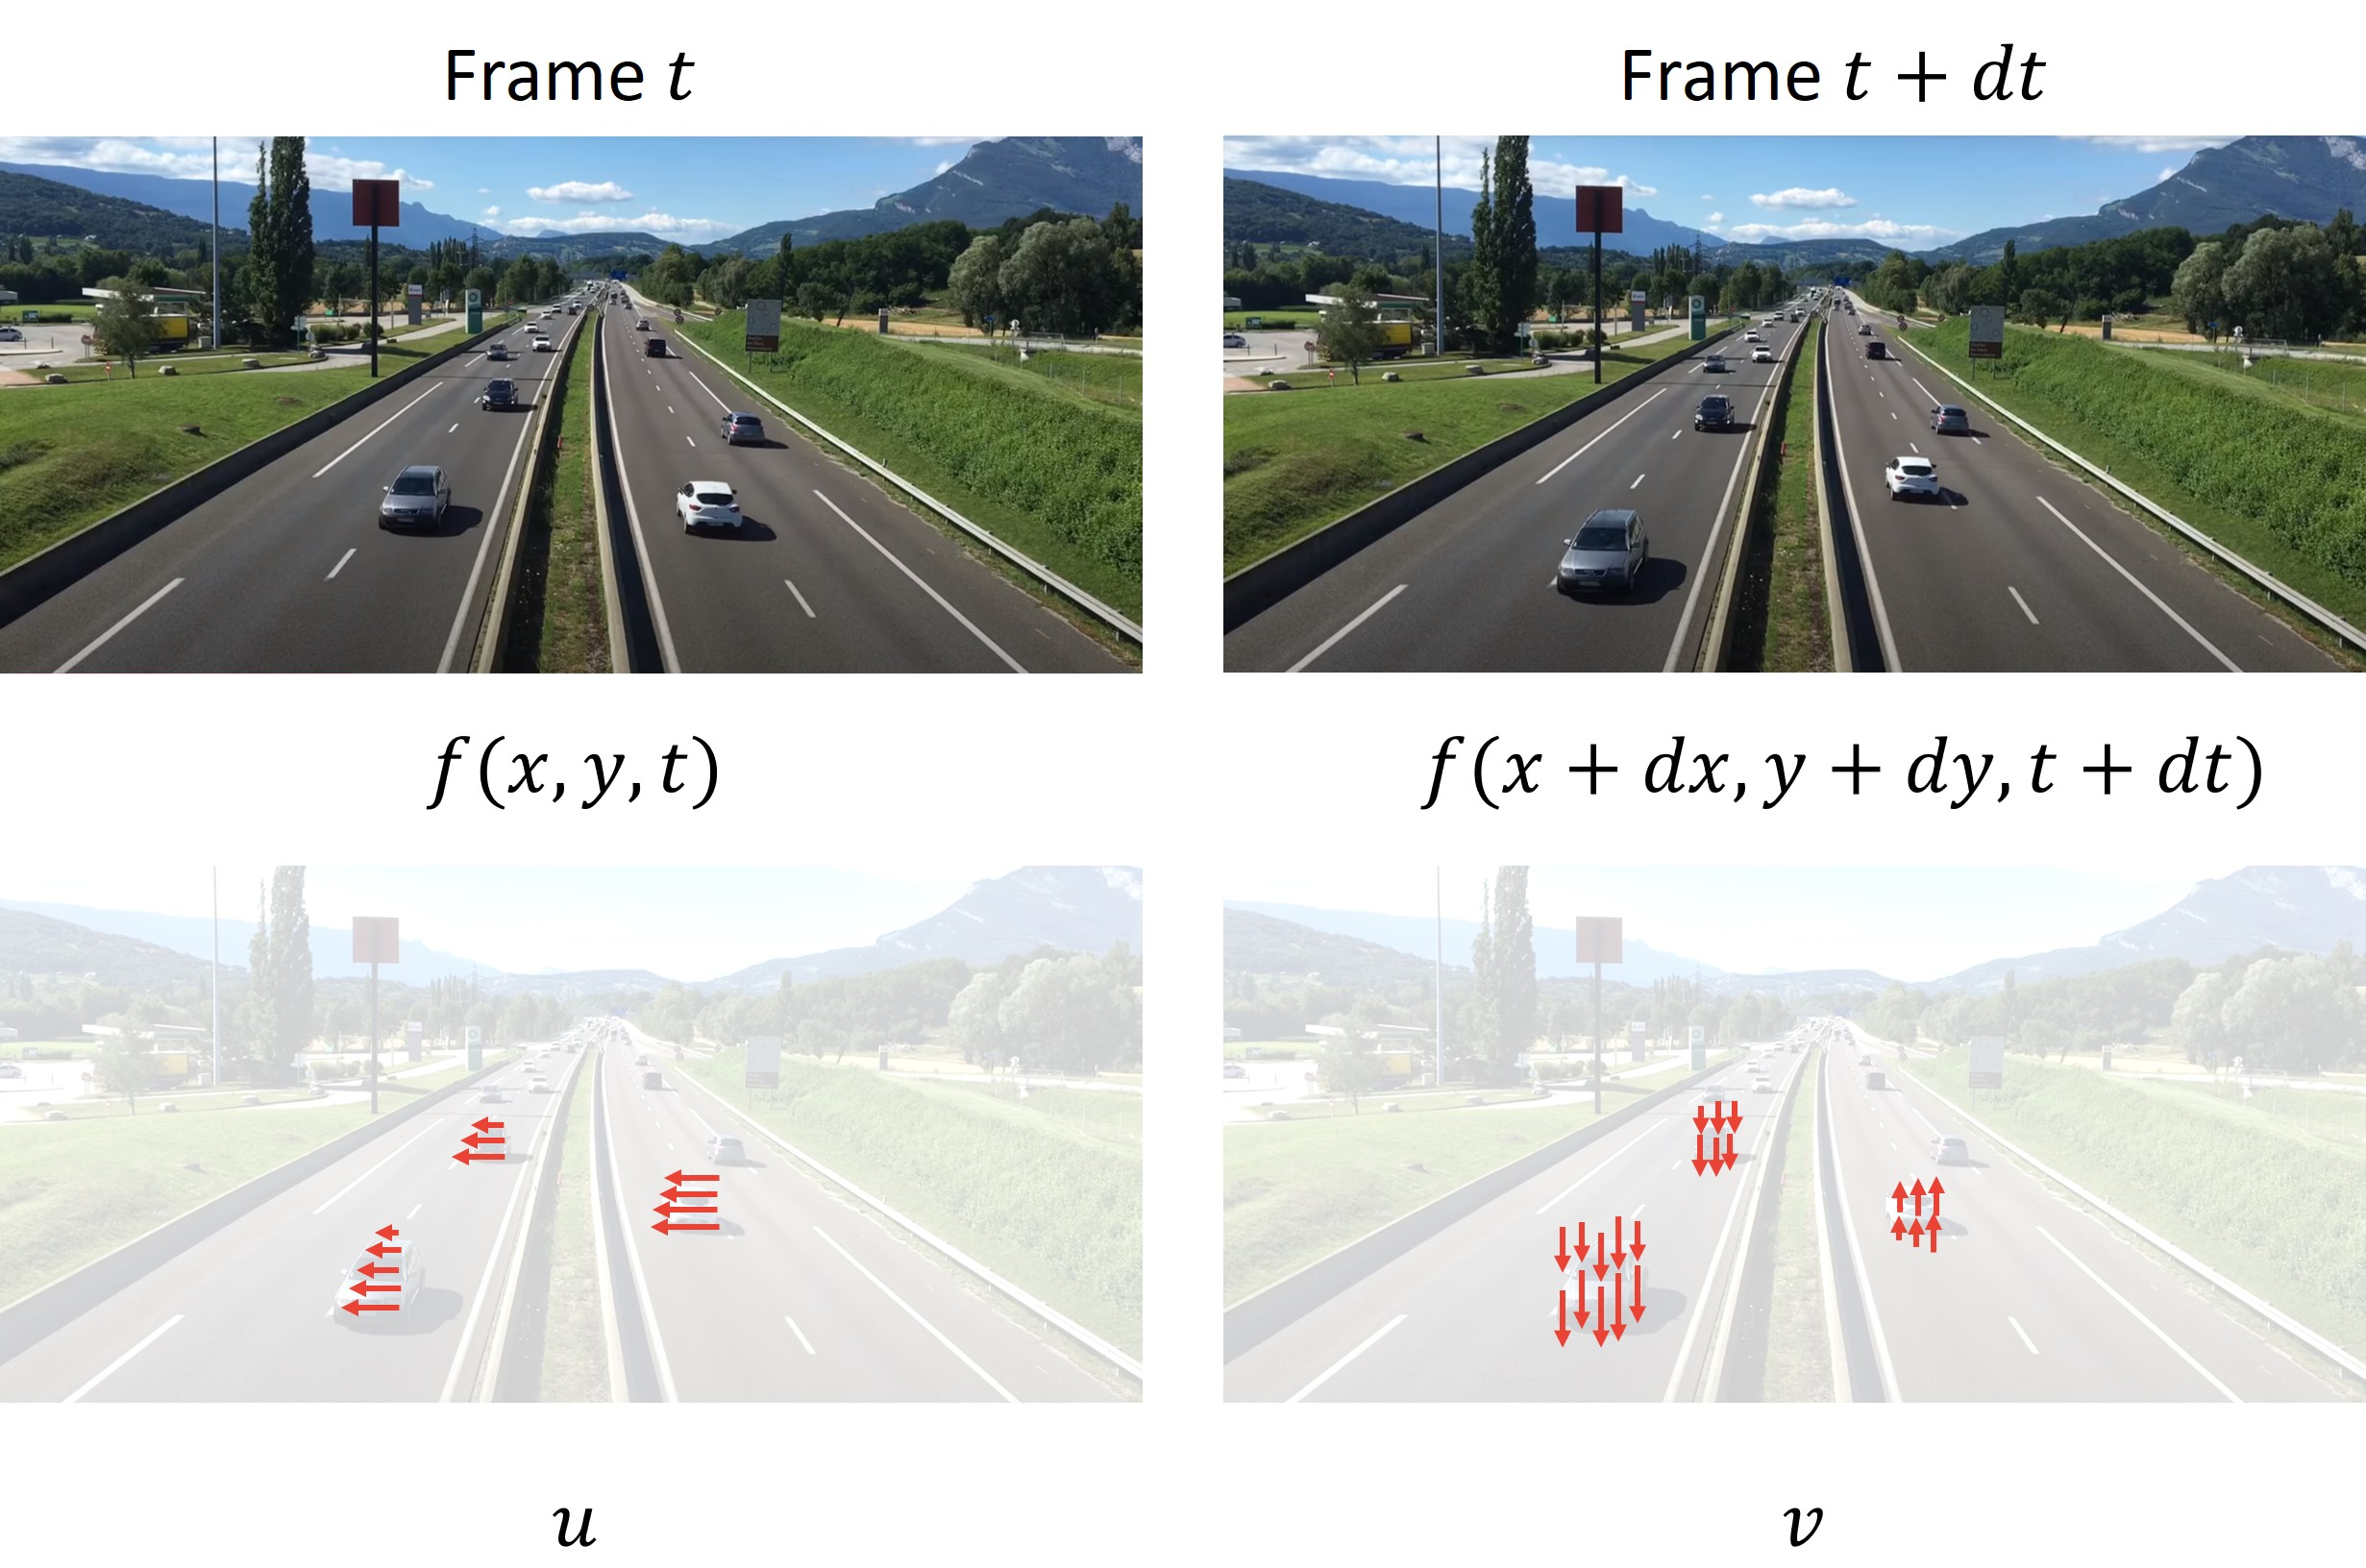 Frame t
Frame t + dt
f(x, y, t)
f(x + dx, y + dy, t + dt)
u
v